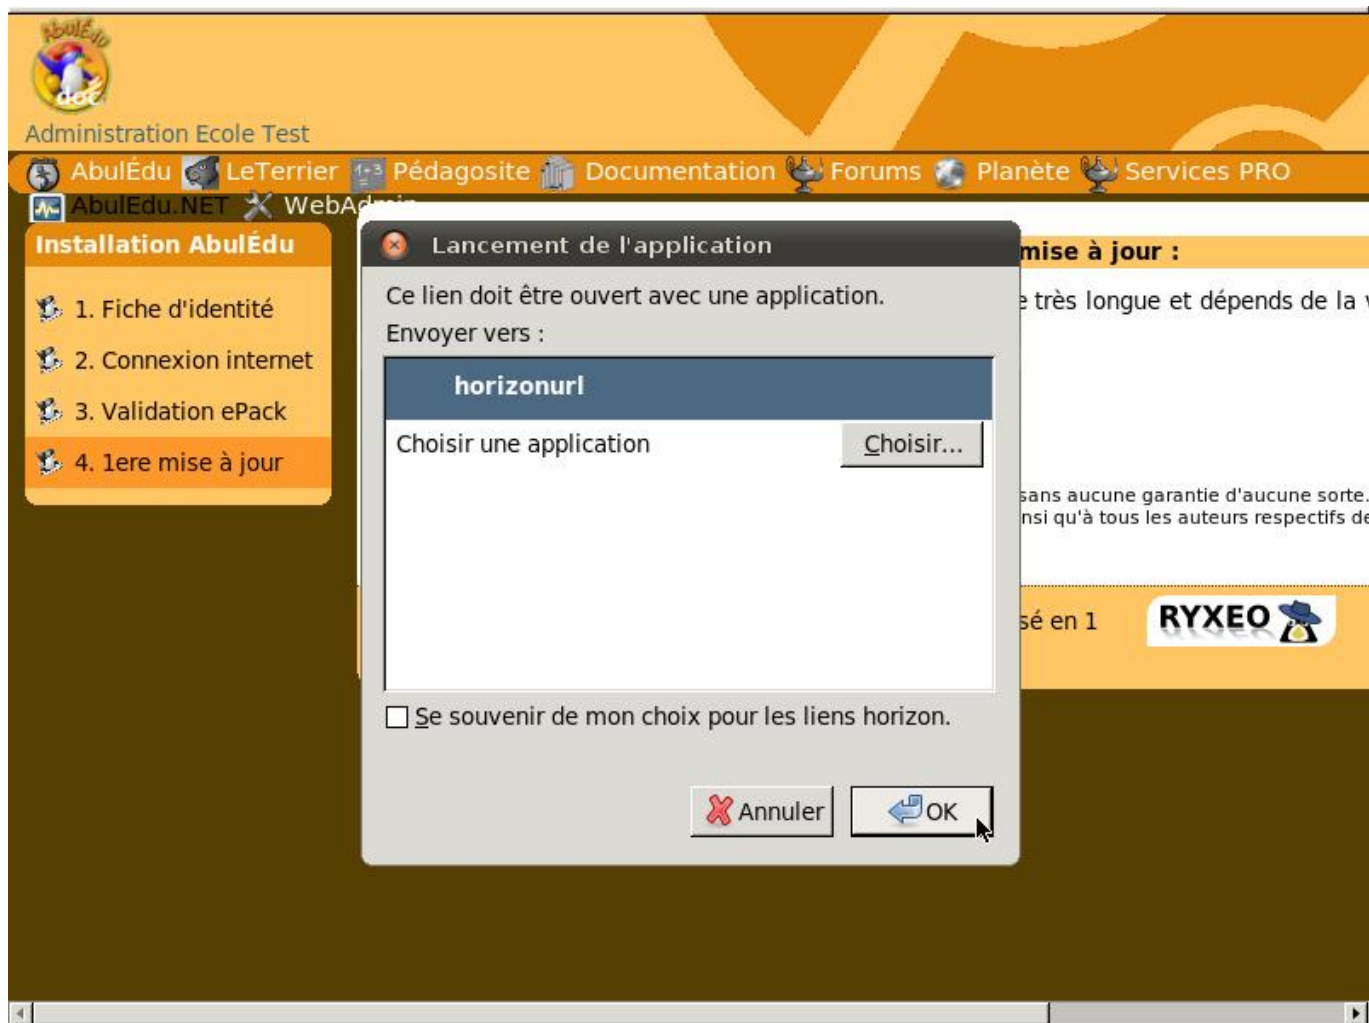 AbulÉdu
doc
Administration Ecole Test
AbulÉdu LeTerrier Pédagosite Documentation Forums Planète Services PRO
AbulEdu.NET WebAdmin
Installation AbulÉdu
1. Fiche d'identité
2. Connexion internet
3. Validation ePack
4. 1ere mise à jour
Lancement de l'application
Ce lien doit être ouvert avec une application.
Envoyer vers :
horizonurl
Choisir une application
Choisir...
Se souvenir de mon choix pour les liens horizon.
Annuler
OK
mise à jour :
très longue et dépends de la
sans aucune garantie d'aucune sorte.
nsi qu'à tous les auteurs respectifs de
sé en 1
RYXEO